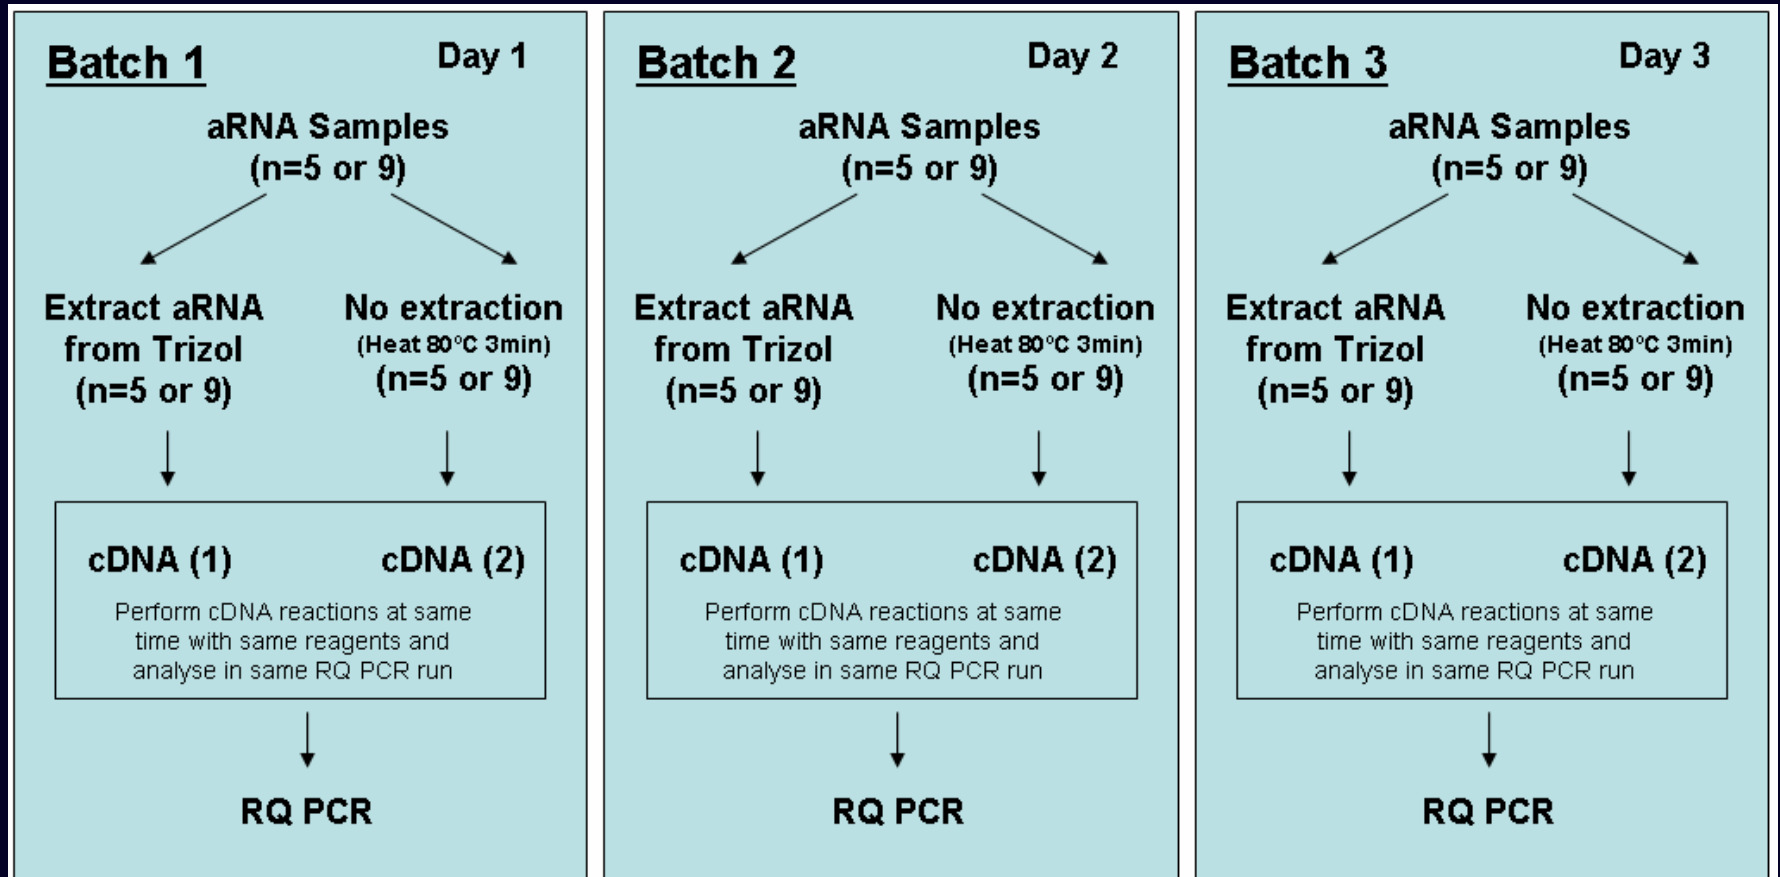 Batch 1
Day 1
aRNA Samples
(n=5 or 9)
Extract aRNA
from Trizol
(n=5 or 9)
No extraction
(Heat 80°C 3min)
(n=5 or 9)
cDNA (1)
cDNA (2)
Perform cDNA reactions at same
time with same reagents and
analyse in same RQ PCR run
RQ PCR
Batch 2
Day 2
aRNA Samples
(n=5 or 9)
Extract aRNA
from Trizol
(n=5 or 9)
No extraction
(Heat 80°C 3min)
(n=5 or 9)
cDNA (1)
cDNA (2)
Perform cDNA reactions at same
time with same reagents and
analyse in same RQ PCR run
RQ PCR
Batch 3
Day 3
aRNA Samples
(n=5 or 9)
Extract aRNA
from Trizol
(n=5 or 9)
No extraction
(Heat 80°C 3min)
(n=5 or 9)
cDNA (1)
cDNA (2)
Perform cDNA reactions at same
time with same reagents and
analyse in same RQ PCR run
RQ PCR